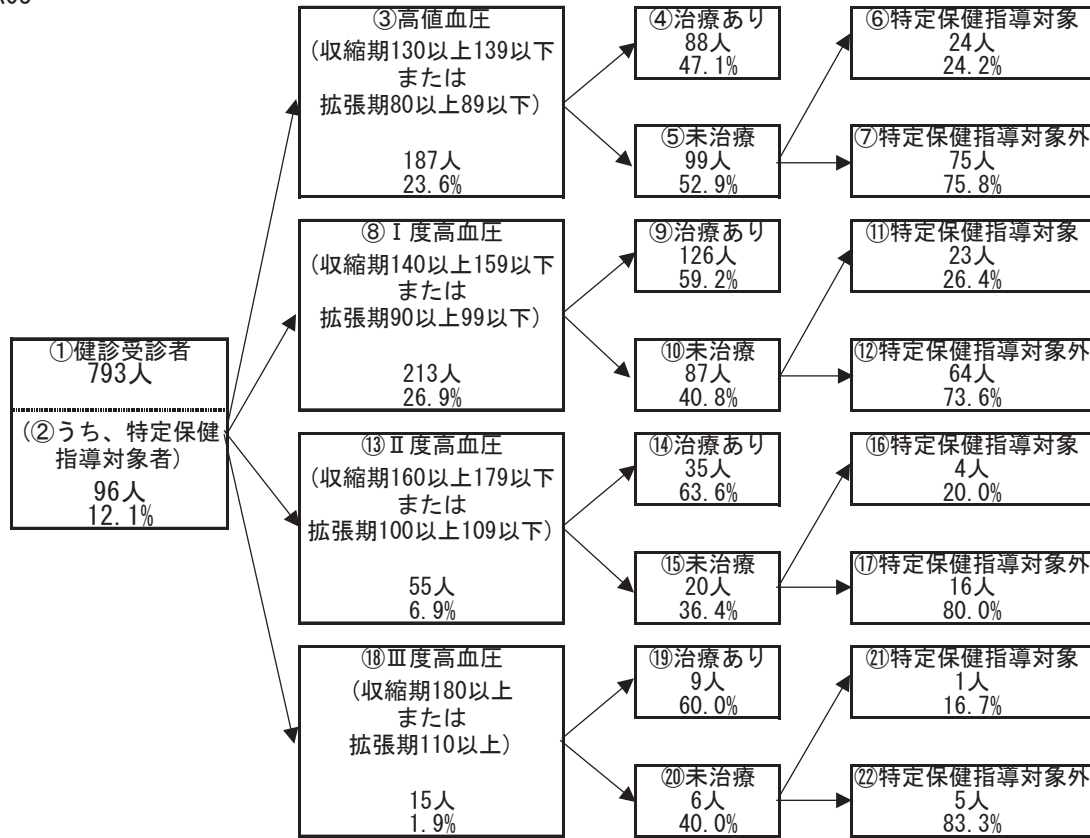 ①健診受診者
793人
(②うち、特定保健
指導対象者)
96人
12.1%
③高値血圧
(収縮期130以上139以下
または
拡張期80以上89以下)
187人
23.6%
④治療あり
88人
47.1%
⑤未治療
99人
52.9%
⑥特定保健指導対象
24人
24.2%
⑦特定保健指導対象外
75人
75.8%
⑧Ⅰ度高血圧
(収縮期140以上159以下
または
拡張期90以上99以下)
213人
26.9%
⑨治療あり
126人
59.2%
⑩未治療
87人
40.8%
⑪特定保健指導対象
23人
26.4%
⑫特定保健指導対象外
64人
73.6%
⑬Ⅱ度高血圧
(収縮期160以上179以下
または
拡張期100以上109以下)
55人
6.9%
⑭治療あり
35人
63.6%
⑮未治療
20人
36.4%
⑯特定保健指導対象
4人
20.0%
⑰特定保健指導対象外
16人
80.0%
⑱Ⅲ度高血圧
(収縮期180以上
または
拡張期110以上)
15人
1.9%
⑲治療あり
9人
60.0%
⑳未治療
6人
40.0%
㉑特定保健指導対象
1人
16.7%
㉒特定保健指導対象外
5人
83.3%